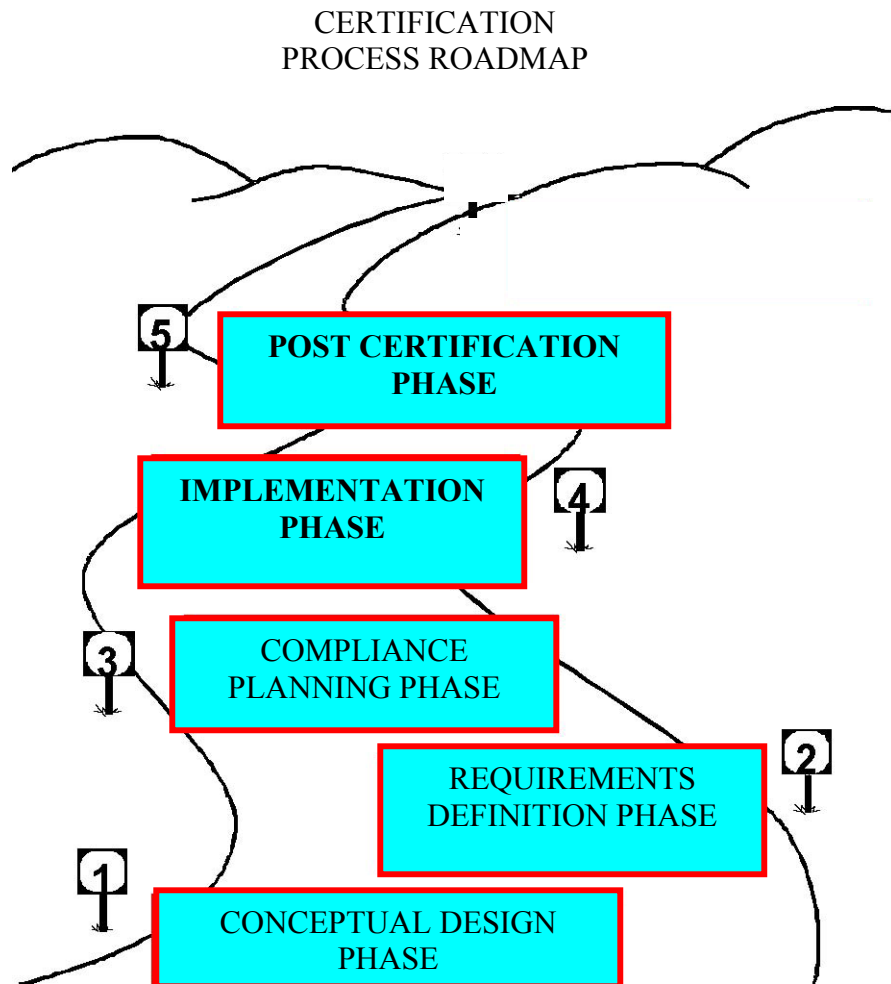 CERTIFICATION
PROCESS ROADMAP
5
POST CERTIFICATION
PHASE
IMPLEMENTATION
PHASE
4
3
COMPLIANCE
PLANNING PHASE
2
REQUIREMENTS
DEFINITION PHASE
1
CONCEPTUAL DESIGN
PHASE